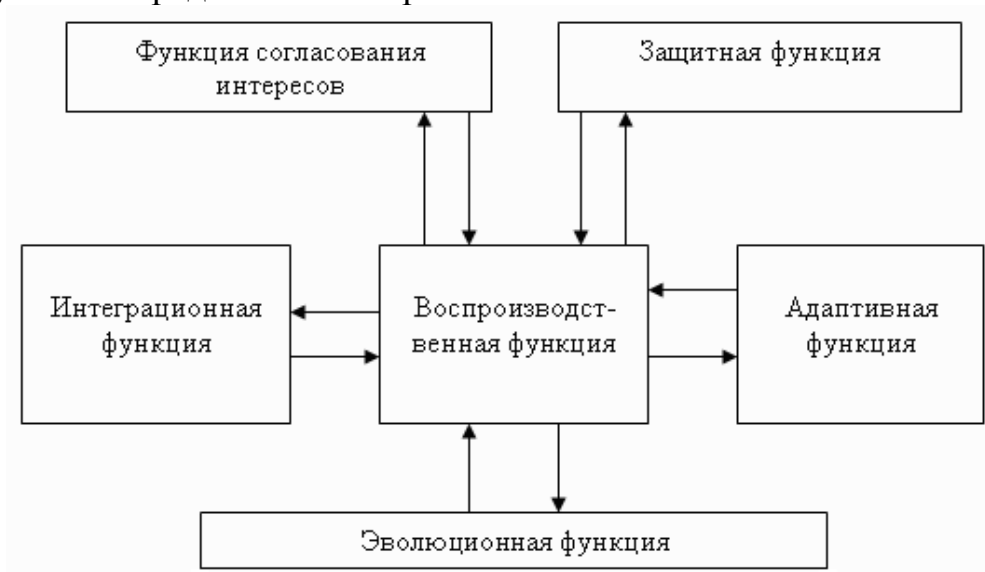 Функция согласования
интересов
Защитная функция
Интеграционная
функция
Воспроизводст-
венная функция
Адаптивная
функция
Эволюционная функция